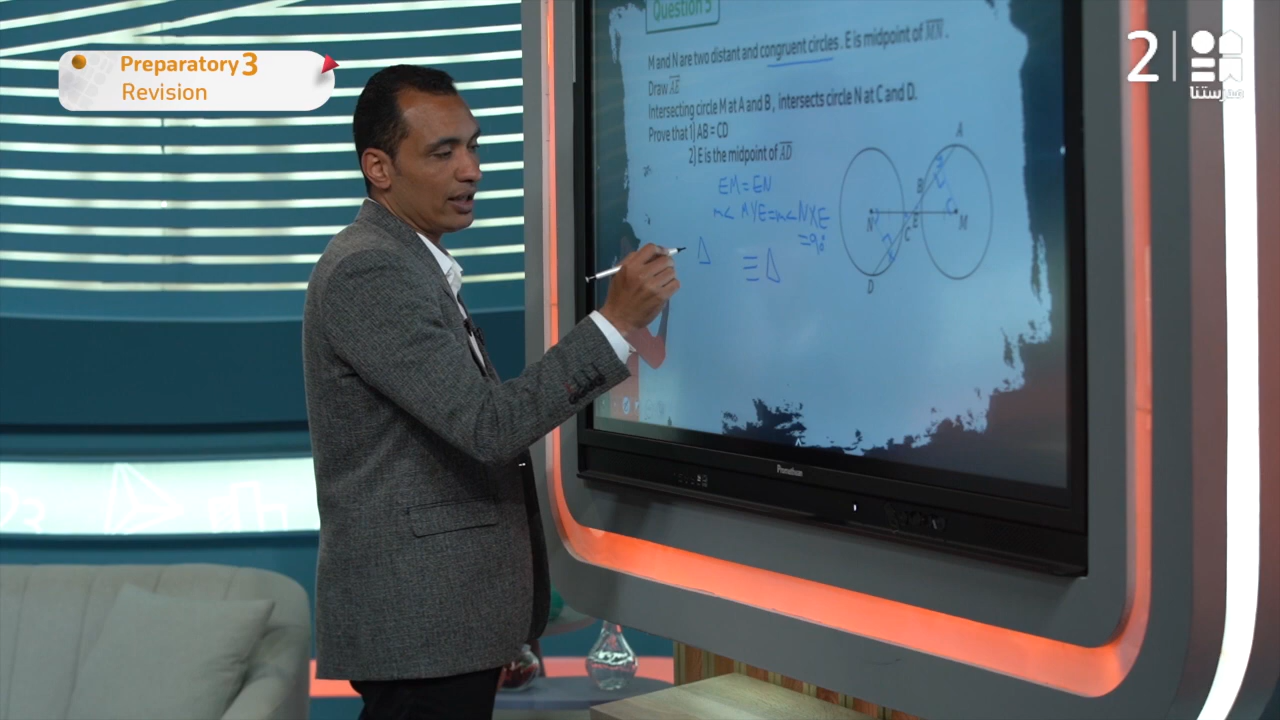 Preparatory 3
Revision
2
مدرستنا
Question 5
M and N are two distant and congruent circles. E is midpoint of MN.
Draw AE
Intersecting circle M at A and B, intersects circle N at C and D.
Prove that 1) AB = CD
2) E is the midpoint of AD
EM = EN
m< MYE = m< NXE
= 90
Δ ≡ Δ
A
B
N
E
M
C
D
Promethean